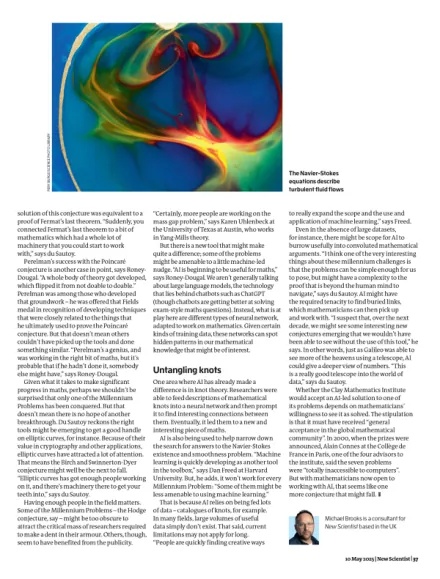 The Navier-Stokes
equations describe
turbulent fluid flows
solution of this conjecture was equivalent to a
proof of Fermat's last theorem. "Suddenly, you
connected Fermat's last theorem to a bit of
mathematics which had a whole lot of
machinery that you could start to work
with," says du Sautoy.
Perelman's success with the Poincaré
conjecture is another case in point, says Roney-
Dougal. "A whole body of theory got developed,
which flipped it from not doable to doable."
Perelman was among those who developed
that groundwork – he was offered that Fields
medal in recognition of developing techniques
that were closely related to the things that
he ultimately used to prove the Poincaré
conjecture. But that doesn't mean others
couldn't have picked up the tools and done
something similar. "Perelman's a genius, and
was working in the right bit of maths, but it's
probable that if he hadn't done it, somebody
else might have," says Roney-Dougal.
Given what it takes to make significant
progress in maths, perhaps we shouldn't be
surprised that only one of the Millennium
Problems has been conquered. But that
doesn't mean there is no hope of another
breakthrough. Du Sautoy reckons the right
tools might be emerging to get a good handle
on elliptic curves, for instance. Because of their
value in cryptography and other applications,
elliptic curves have attracted a lot of attention.
That means the Birch and Swinnerton-Dyer
conjecture might well be the next to fall.
"Elliptic curves has got enough people working
on it, and there's machinery there to get your
teeth into," says du Sautoy.
Having enough people in the field matters.
Some of the Millennium Problems – the Hodge
conjecture, say – might be too obscure to
attract the critical mass of researchers required
to make a dent in their armour. Others, though,
seem to have benefited from the publicity.
"Certainly, more people are working on the
mass gap problem," says Karen Uhlenbeck at
the University of Texas at Austin, who works
in Yang-Mills theory.
But there is a new tool that might make
quite a difference; some of the problems
might be amenable to a little machine-led
nudge. "AI is beginning to be useful for maths,"
says Roney-Dougal. We aren't generally talking
about large language models, the technology
that lies behind chatbots such as ChatGPT
(though chatbots are getting better at solving
exam-style maths questions). Instead, what is at
play here are different types of neural network,
adapted to work on mathematics. Given certain
kinds of training data, these networks can spot
hidden patterns in our mathematical
knowledge that might be of interest.
Untangling knots
One area where AI has already made a
difference is in knot theory. Researchers were
able to feed descriptions of mathematical
knots into a neural network and then prompt
it to find interesting connections between
them. Eventually, it led them to a new and
interesting piece of maths.
AI is also being used to help narrow down
the search for answers to the Navier-Stokes
existence and smoothness problem. "Machine
learning is quickly developing as another tool
in the toolbox," says Dan Freed at Harvard
University. But, he adds, it won't work for every
Millennium Problem: "Some of them might be
less amenable to using machine learning."
That is because AI relies on being fed lots
of data – catalogues of knots, for example.
In many fields, large volumes of useful
data simply don't exist. That said, current
limitations may not apply for long.
"People are quickly finding creative ways
to really expand the scope and the use and
application of machine learning," says Freed.
Even in the absence of large datasets,
for instance, there might be scope for AI to
burrow usefully into convoluted mathematical
arguments. "I think one of the very interesting
things about these millennium challenges is
that the problems can be simple enough for us
to pose, but might have a complexity to the
proof that is beyond the human mind to
navigate," says du Sautoy. AI might have
the required tenacity to find buried links,
which mathematicians can then pick up
and work with. "I suspect that, over the next
decade, we might see some interesting new
conjectures emerging that we wouldn't have
been able to see without the use of this tool," he
says. In other words, just as Galileo was able to
see more of the heavens using a telescope, AI
could give a deeper view of numbers. "This
is a really good telescope into the world of
data," says du Sautoy.
Whether the Clay Mathematics Institute
would accept an AI-led solution to one of
its problems depends on mathematicians'
willingness to see it as sound. The stipulation
is that it must have received "general
acceptance in the global mathematical
community". In 2000, when the prizes were
announced, Alain Connes at the Collège de
France in Paris, one of the four advisors to
the institute, said the seven problems
were "totally inaccessible to computers".
But with mathematicians now open to
working with AI, that seems like one
more conjecture that might fall.
Michael Brooks is a consultant for
New Scientist based in the UK
10 May 2025 | New Scientist | 37